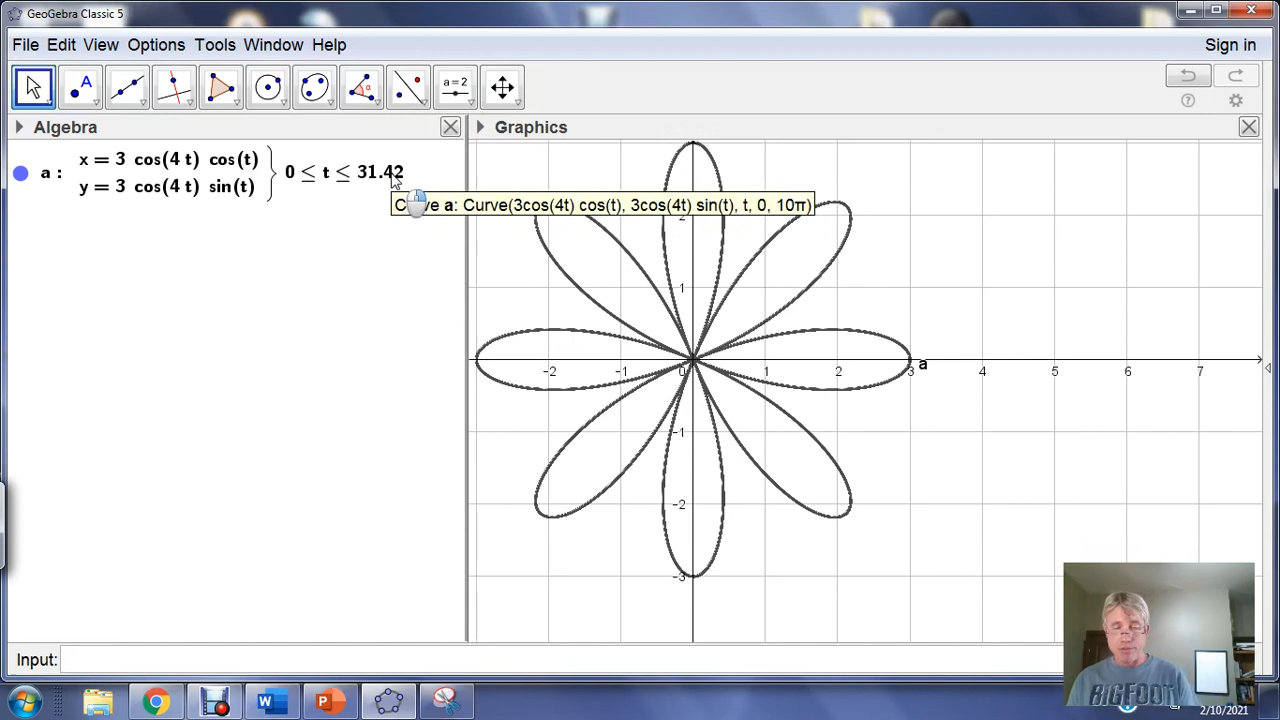 GeoGebra Classic 5
File Edit View Options Tools Window Help Sign in
A a=2 α
Algebra
Graphics
a : x = 3 cos(4 t) cos(t)
y = 3 cos(4 t) sin(t) } 0 ≤ t ≤ 31.42
Curve(3cos(4t) cos(t), 3cos(4t) sin(t), t, 0, 10π)
a:
2
1
-2 -1 0 1 2 3 4 5 6 7
a
-1
-2
-3
Input:
BIGFOOT
2/10/2021